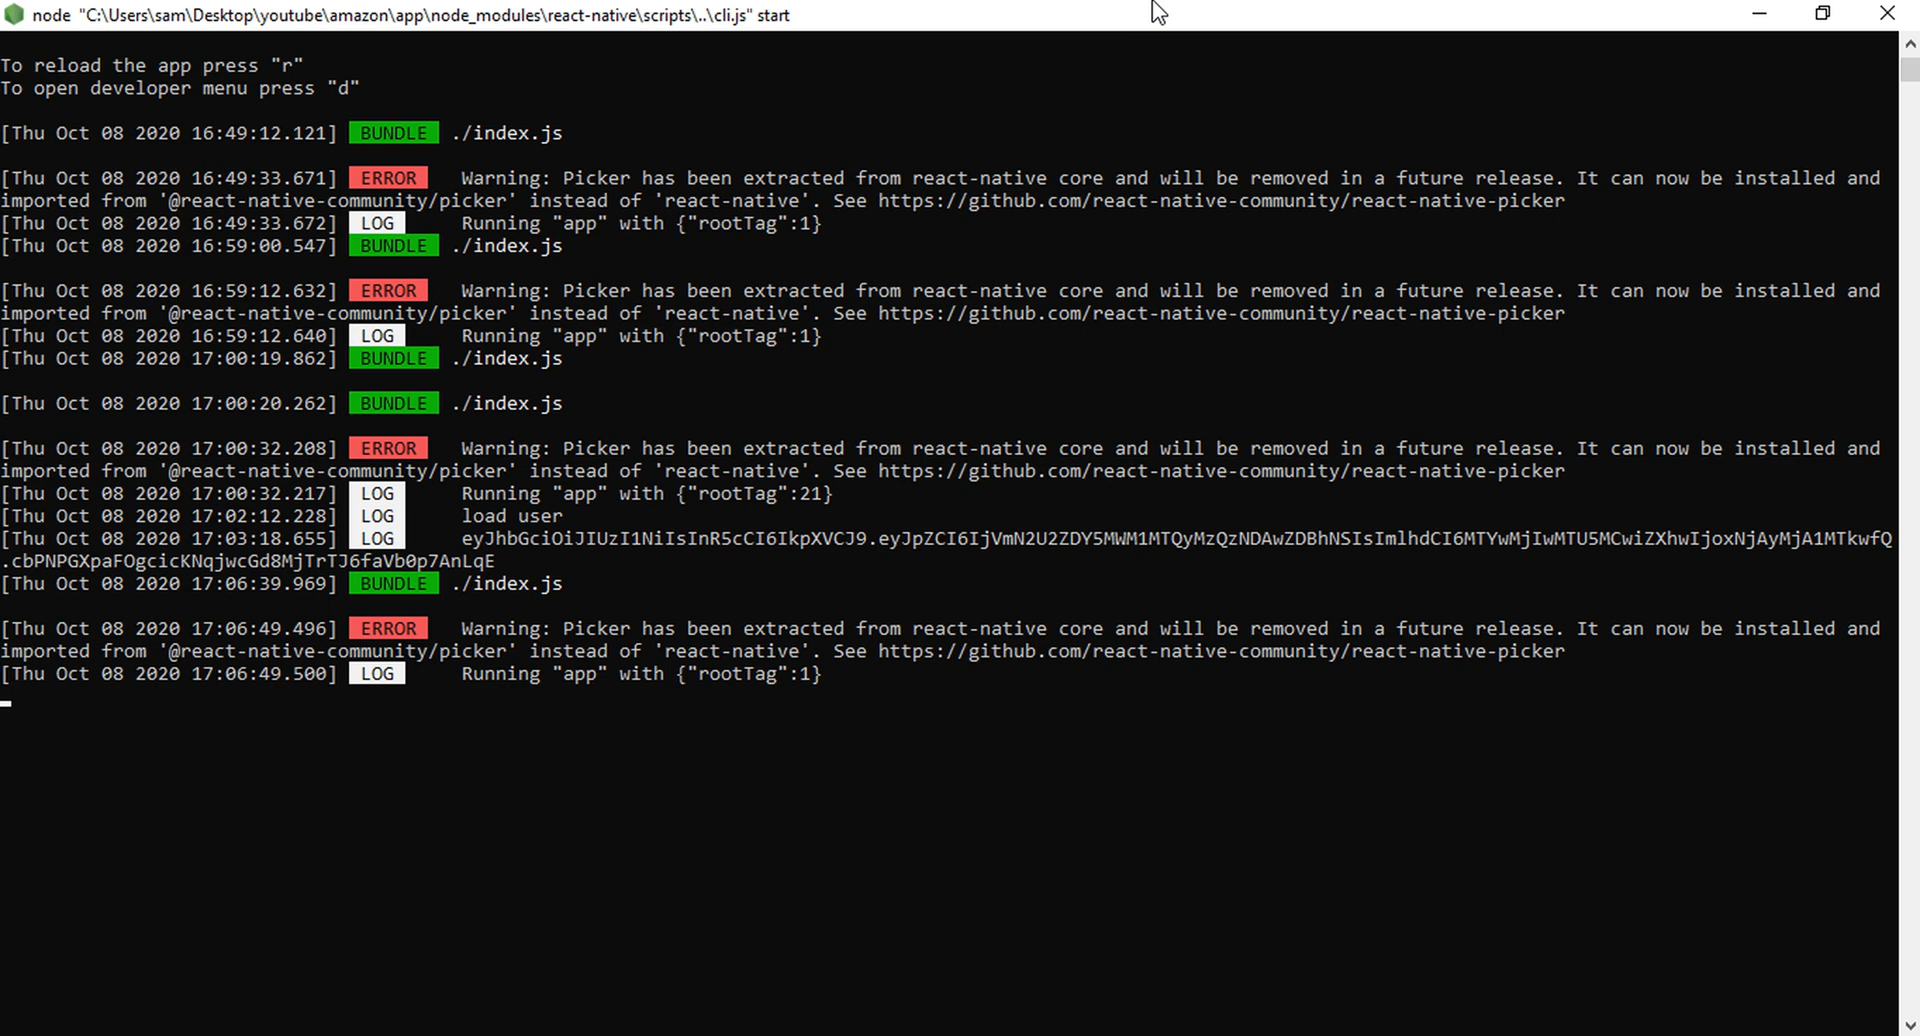 node "C:\Users\sam\Desktop\youtube\amazon\app\node_modules\react-native\scripts\..\cli.js" start
To reload the app press "r"
To open developer menu press "d"
[Thu Oct 08 2020 16:49:12.121] BUNDLE ./index.js
[Thu Oct 08 2020 16:49:33.671] ERROR Warning: Picker has been extracted from react-native core and will be removed in a future release. It can now be installed and
imported from '@react-native-community/picker' instead of 'react-native'. See https://github.com/react-native-community/react-native-picker
[Thu Oct 08 2020 16:49:33.672] LOG Running "app" with {"rootTag":1}
[Thu Oct 08 2020 16:59:00.547] BUNDLE ./index.js
[Thu Oct 08 2020 16:59:12.632] ERROR Warning: Picker has been extracted from react-native core and will be removed in a future release. It can now be installed and
imported from '@react-native-community/picker' instead of 'react-native'. See https://github.com/react-native-community/react-native-picker
[Thu Oct 08 2020 16:59:12.640] LOG Running "app" with {"rootTag":1}
[Thu Oct 08 2020 17:00:19.862] BUNDLE ./index.js
[Thu Oct 08 2020 17:00:20.262] BUNDLE ./index.js
[Thu Oct 08 2020 17:00:32.208] ERROR Warning: Picker has been extracted from react-native core and will be removed in a future release. It can now be installed and
imported from '@react-native-community/picker' instead of 'react-native'. See https://github.com/react-native-community/react-native-picker
[Thu Oct 08 2020 17:00:32.217] LOG Running "app" with {"rootTag":21}
[Thu Oct 08 2020 17:02:12.228] LOG load user
[Thu Oct 08 2020 17:03:18.655] LOG eyJhbGciOiJIUzI1NiIsInR5cCI6IkpXVCJ9.eyJpZCI6IjVmN2U2ZDY5MWM1MTQyMzQzNDAwZDBhNSIsImlhdCI6MTYwMjIwMTU5MCwiZXhwIjoxNjAyMjA1MTkwfQ
.cbPNPGXpaFOgcicKNqjwcGd8MjTrTJ6faVb0p7AnLqE
[Thu Oct 08 2020 17:06:39.969] BUNDLE ./index.js
[Thu Oct 08 2020 17:06:49.496] ERROR Warning: Picker has been extracted from react-native core and will be removed in a future release. It can now be installed and
imported from '@react-native-community/picker' instead of 'react-native'. See https://github.com/react-native-community/react-native-picker
[Thu Oct 08 2020 17:06:49.500] LOG Running "app" with {"rootTag":1}